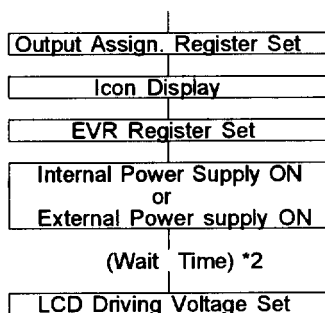 Output Assign. Register Set
Icon Display
EVR Register Set
Internal Power Supply ON
or
External Power supply ON
(Wait Time) *2
LCD Driving Voltage Set